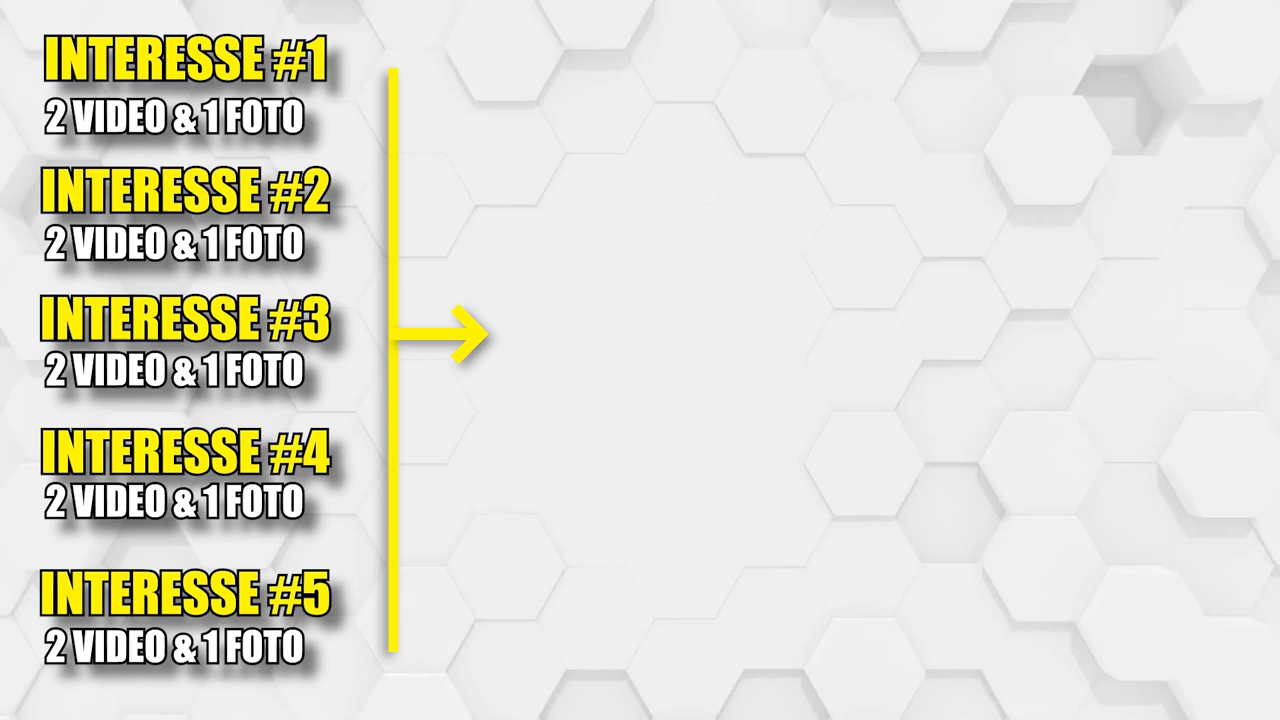 INTERESSE #1
2 VIDEO & 1 FOTO
INTERESSE #2
2 VIDEO & 1 FOTO
INTERESSE #3
2 VIDEO & 1 FOTO
INTERESSE #4
2 VIDEO & 1 FOTO
INTERESSE #5
2 VIDEO & 1 FOTO